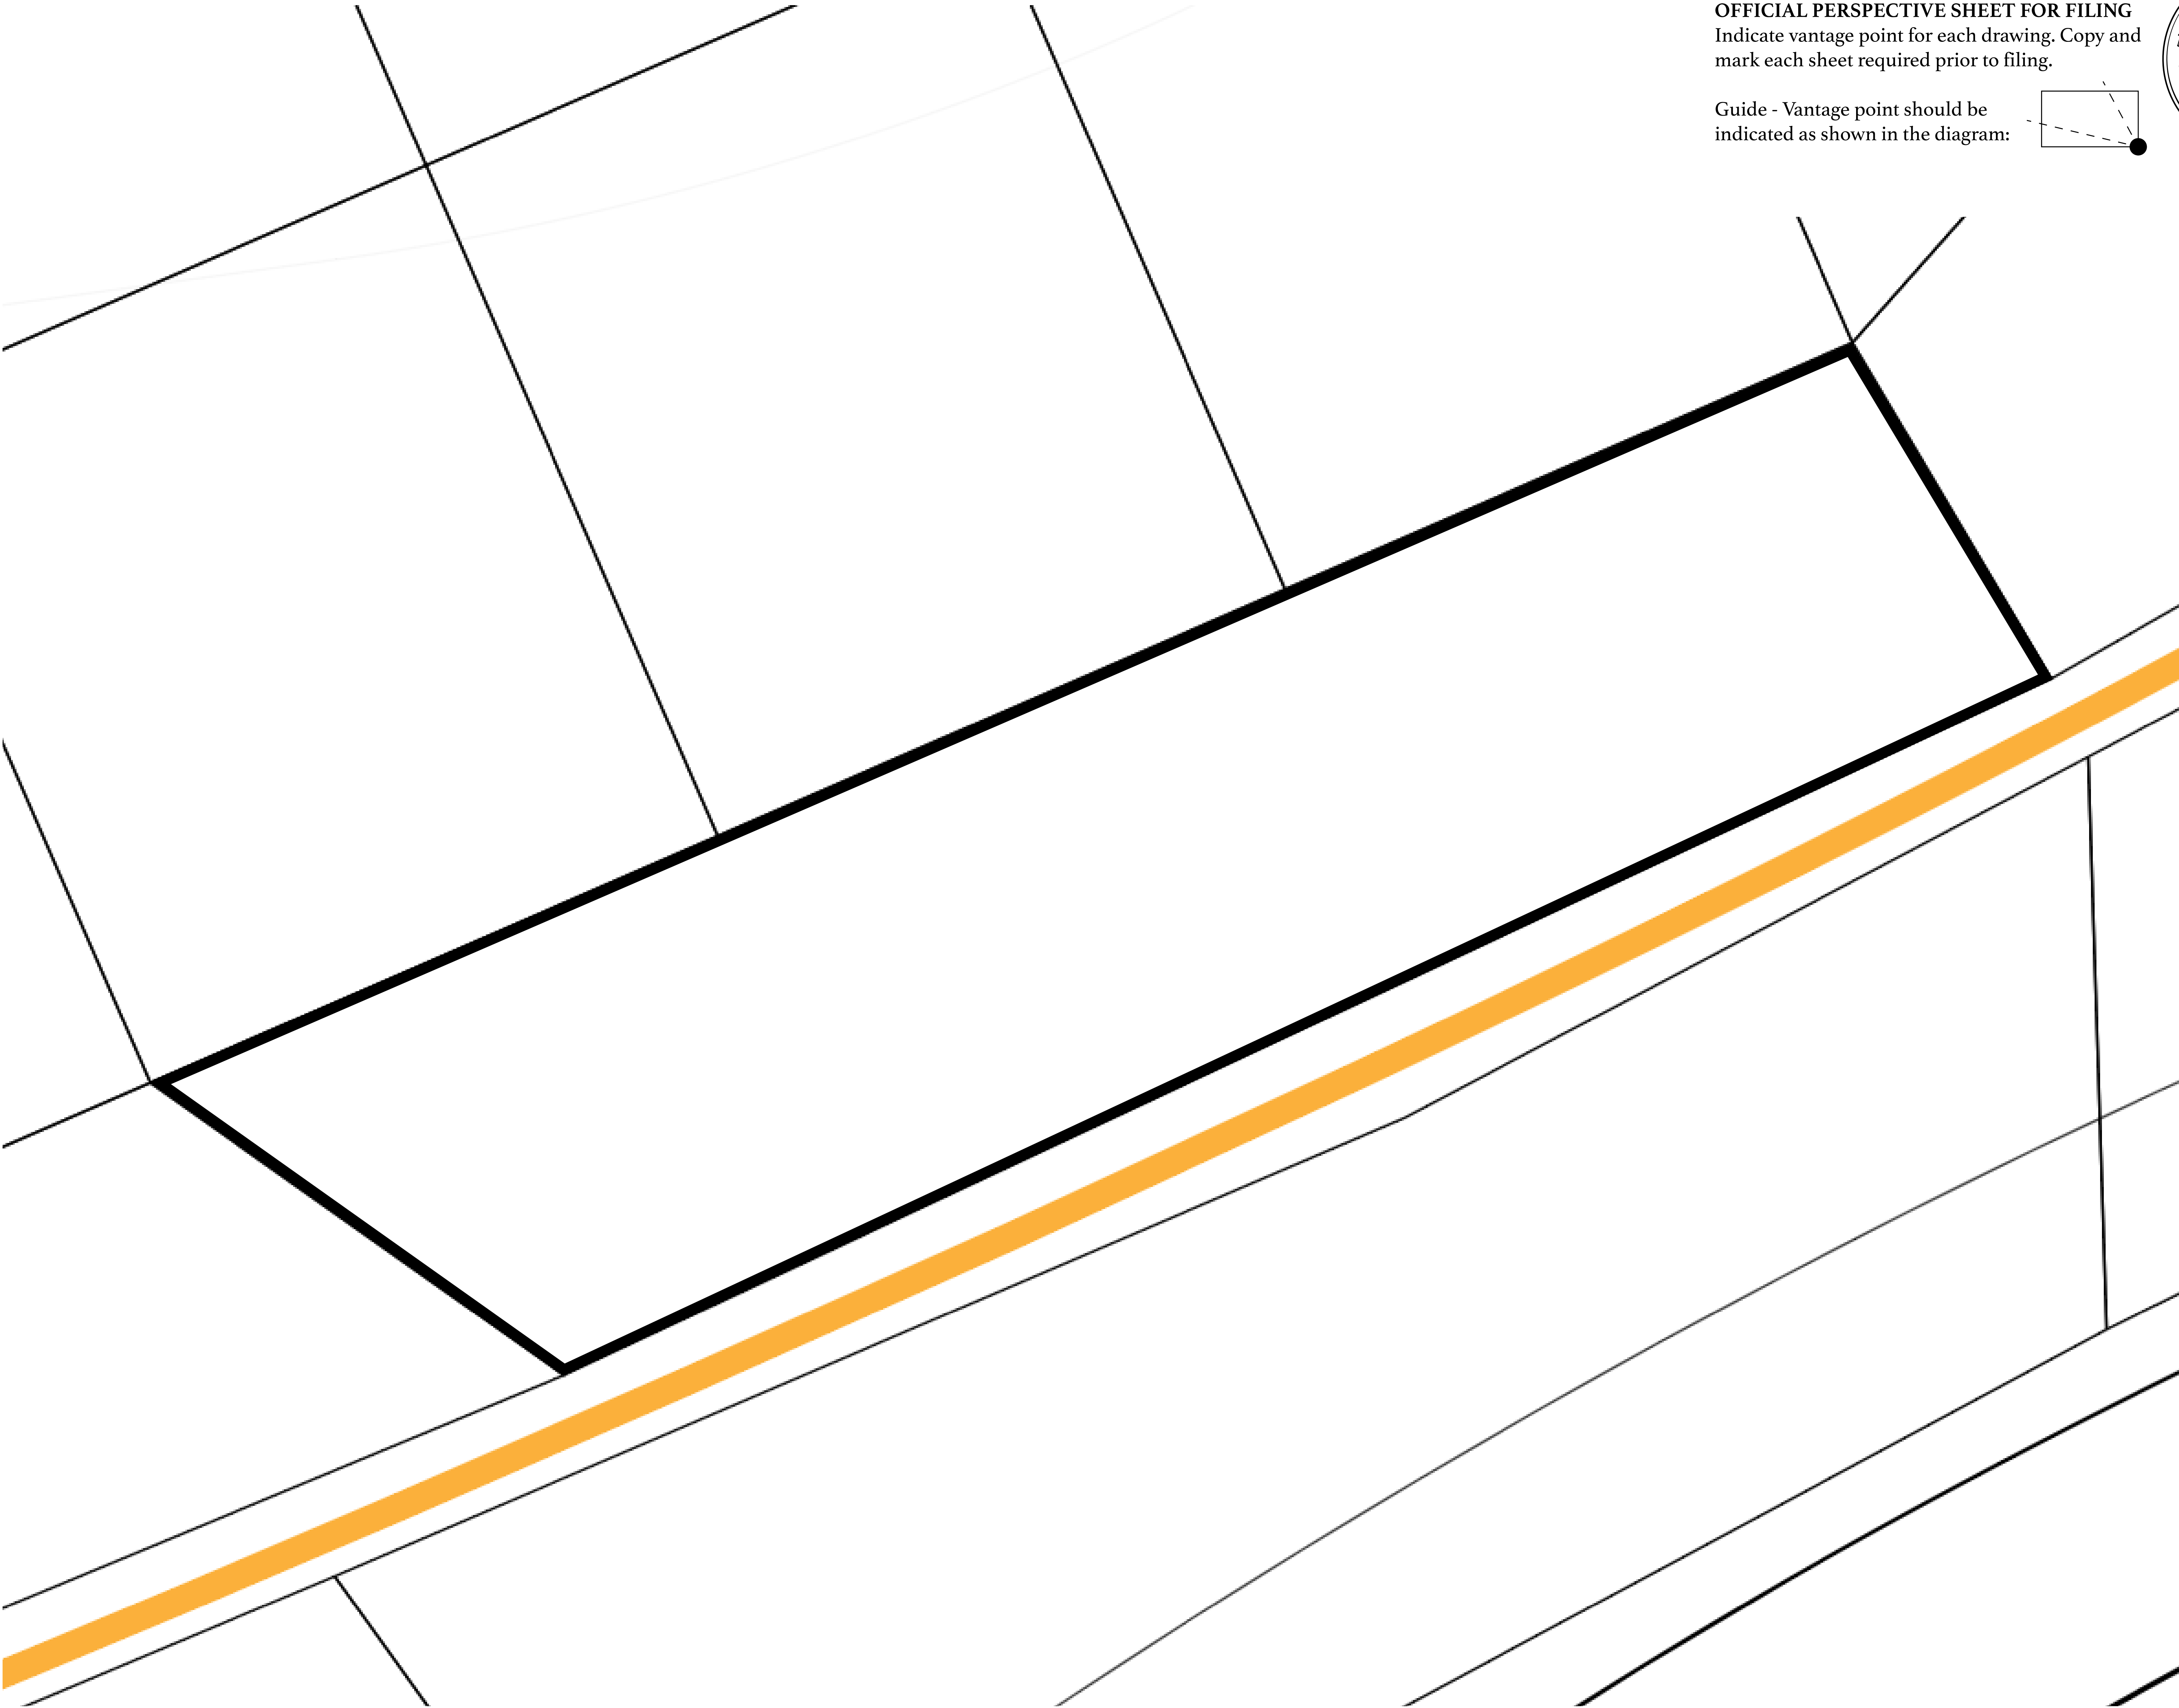 OFFICIAL PERSPECTIVE SHEET FOR FILING
Indicate vantage point for each drawing. Copy and
mark each sheet required prior to filing.
Guide - Vantage point should be
indicated as shown in the diagram: